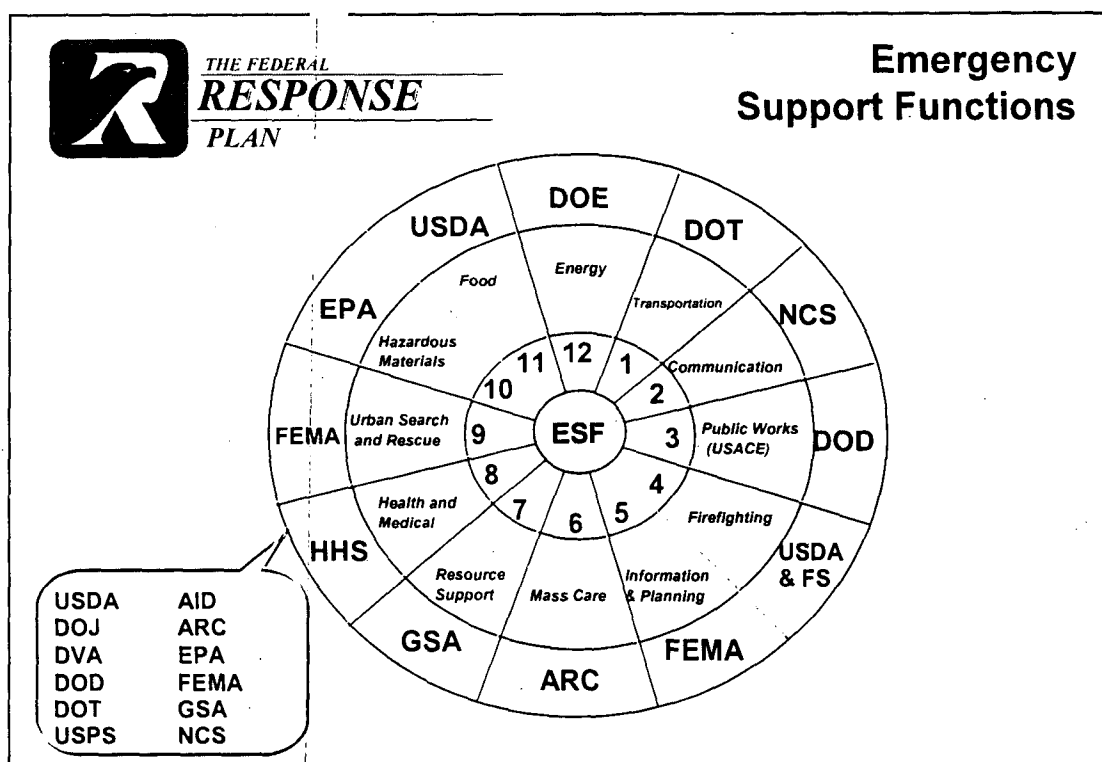 THE FEDERAL
RESPONSE
PLAN
Emergency
Support Functions
DOE
Energy
12
DOT
Transportation
1
NCS
Communication
2
DOD
Public Works
(USACE)
3
USDA
& FS
Firefighting
4
FEMA
Information
& Planning
5
ARC
Mass Care
6
GSA
Resource
Support
7
HHS
Health and
Medical
8
FEMA
Urban Search
and Rescue
9
EPA
Hazardous
Materials
10
USDA
Food
11
ESF
USDA AID
DOJ ARC
DVA EPA
DOD FEMA
DOT GSA
USPS NCS